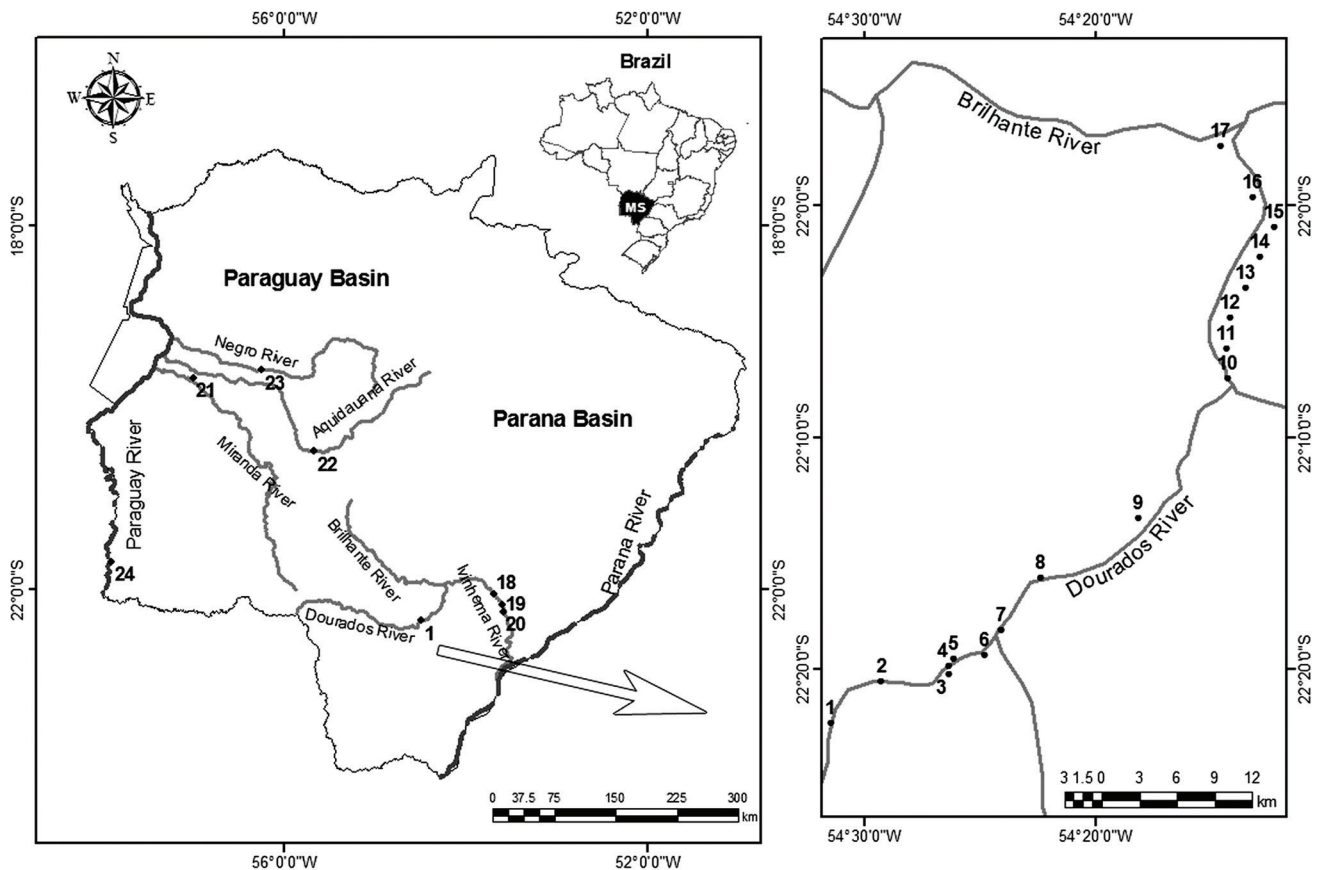 56°0'0"W
52°0'0"W
N
W
E
S
Brazil
MS
18°0'0"S
18°0'0"S
Paraguay Basin
Negro River
23
21
Aquidauana River
Parana Basin
22
Miranda River
Paraguay River
24
Brilhante River
Parana River
22°0'0"S
22°0'0"S
Ivinhema River
18
19
20
Dourados River
1
0 37.5 75 150 225 300
km
56°0'0"W
52°0'0"W
54°30'0"W
54°20'0"W
Brilhante River
17
16
15
14
13
12
11
10
22°0'0"S
22°0'0"S
22°10'0"S
22°10'0"S
9
8
Dourados River
7
6
5
4
3
2
1
22°20'0"S
22°20'0"S
3 1.5 0 3 6 9 12
km
54°30'0"W
54°20'0"W